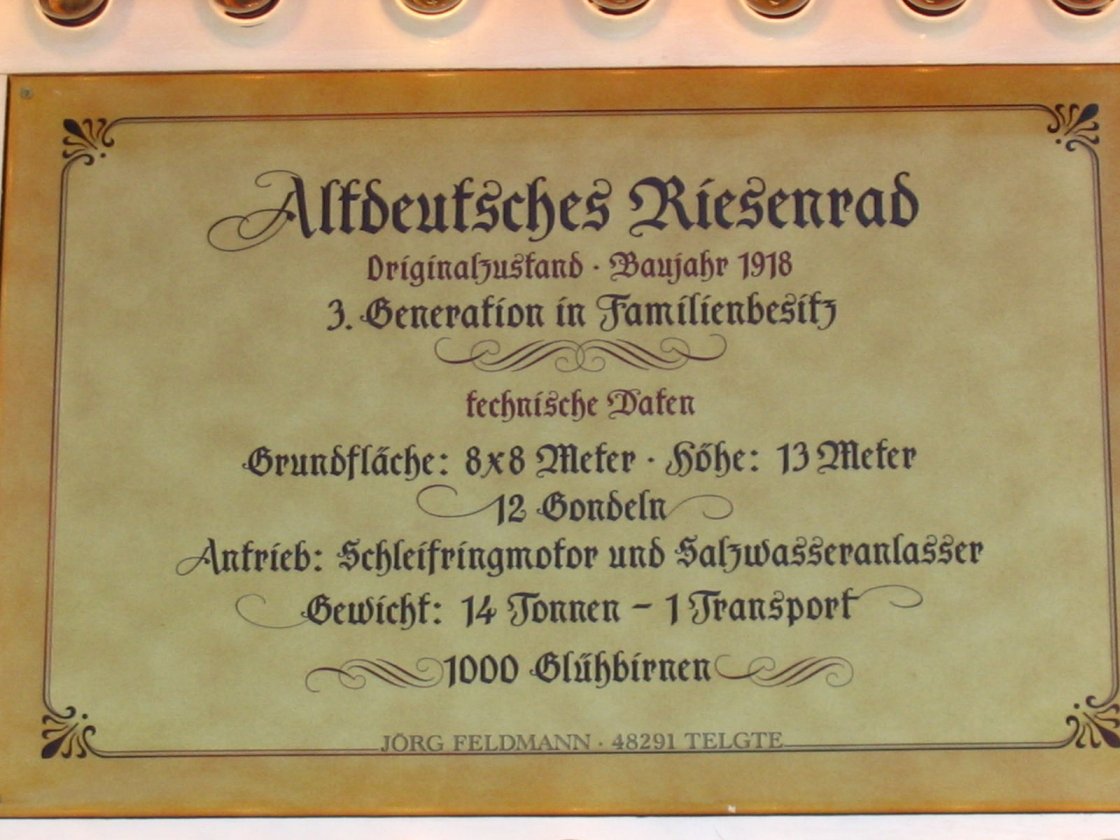 Altdeutsches Riesenrad
Originalzustand · Baujahr 1918
3. Generation in Familienbesitz
technische Daten
Grundfläche: 8x8 Meter · Höhe: 13 Meter
12 Gondeln
Antrieb: Schleifringmotor und Salzwasseranlasser
Gewicht: 14 Tonnen – 1 Transport
1000 Glühbirnen
JÖRG FELDMANN · 48291 TELGTE